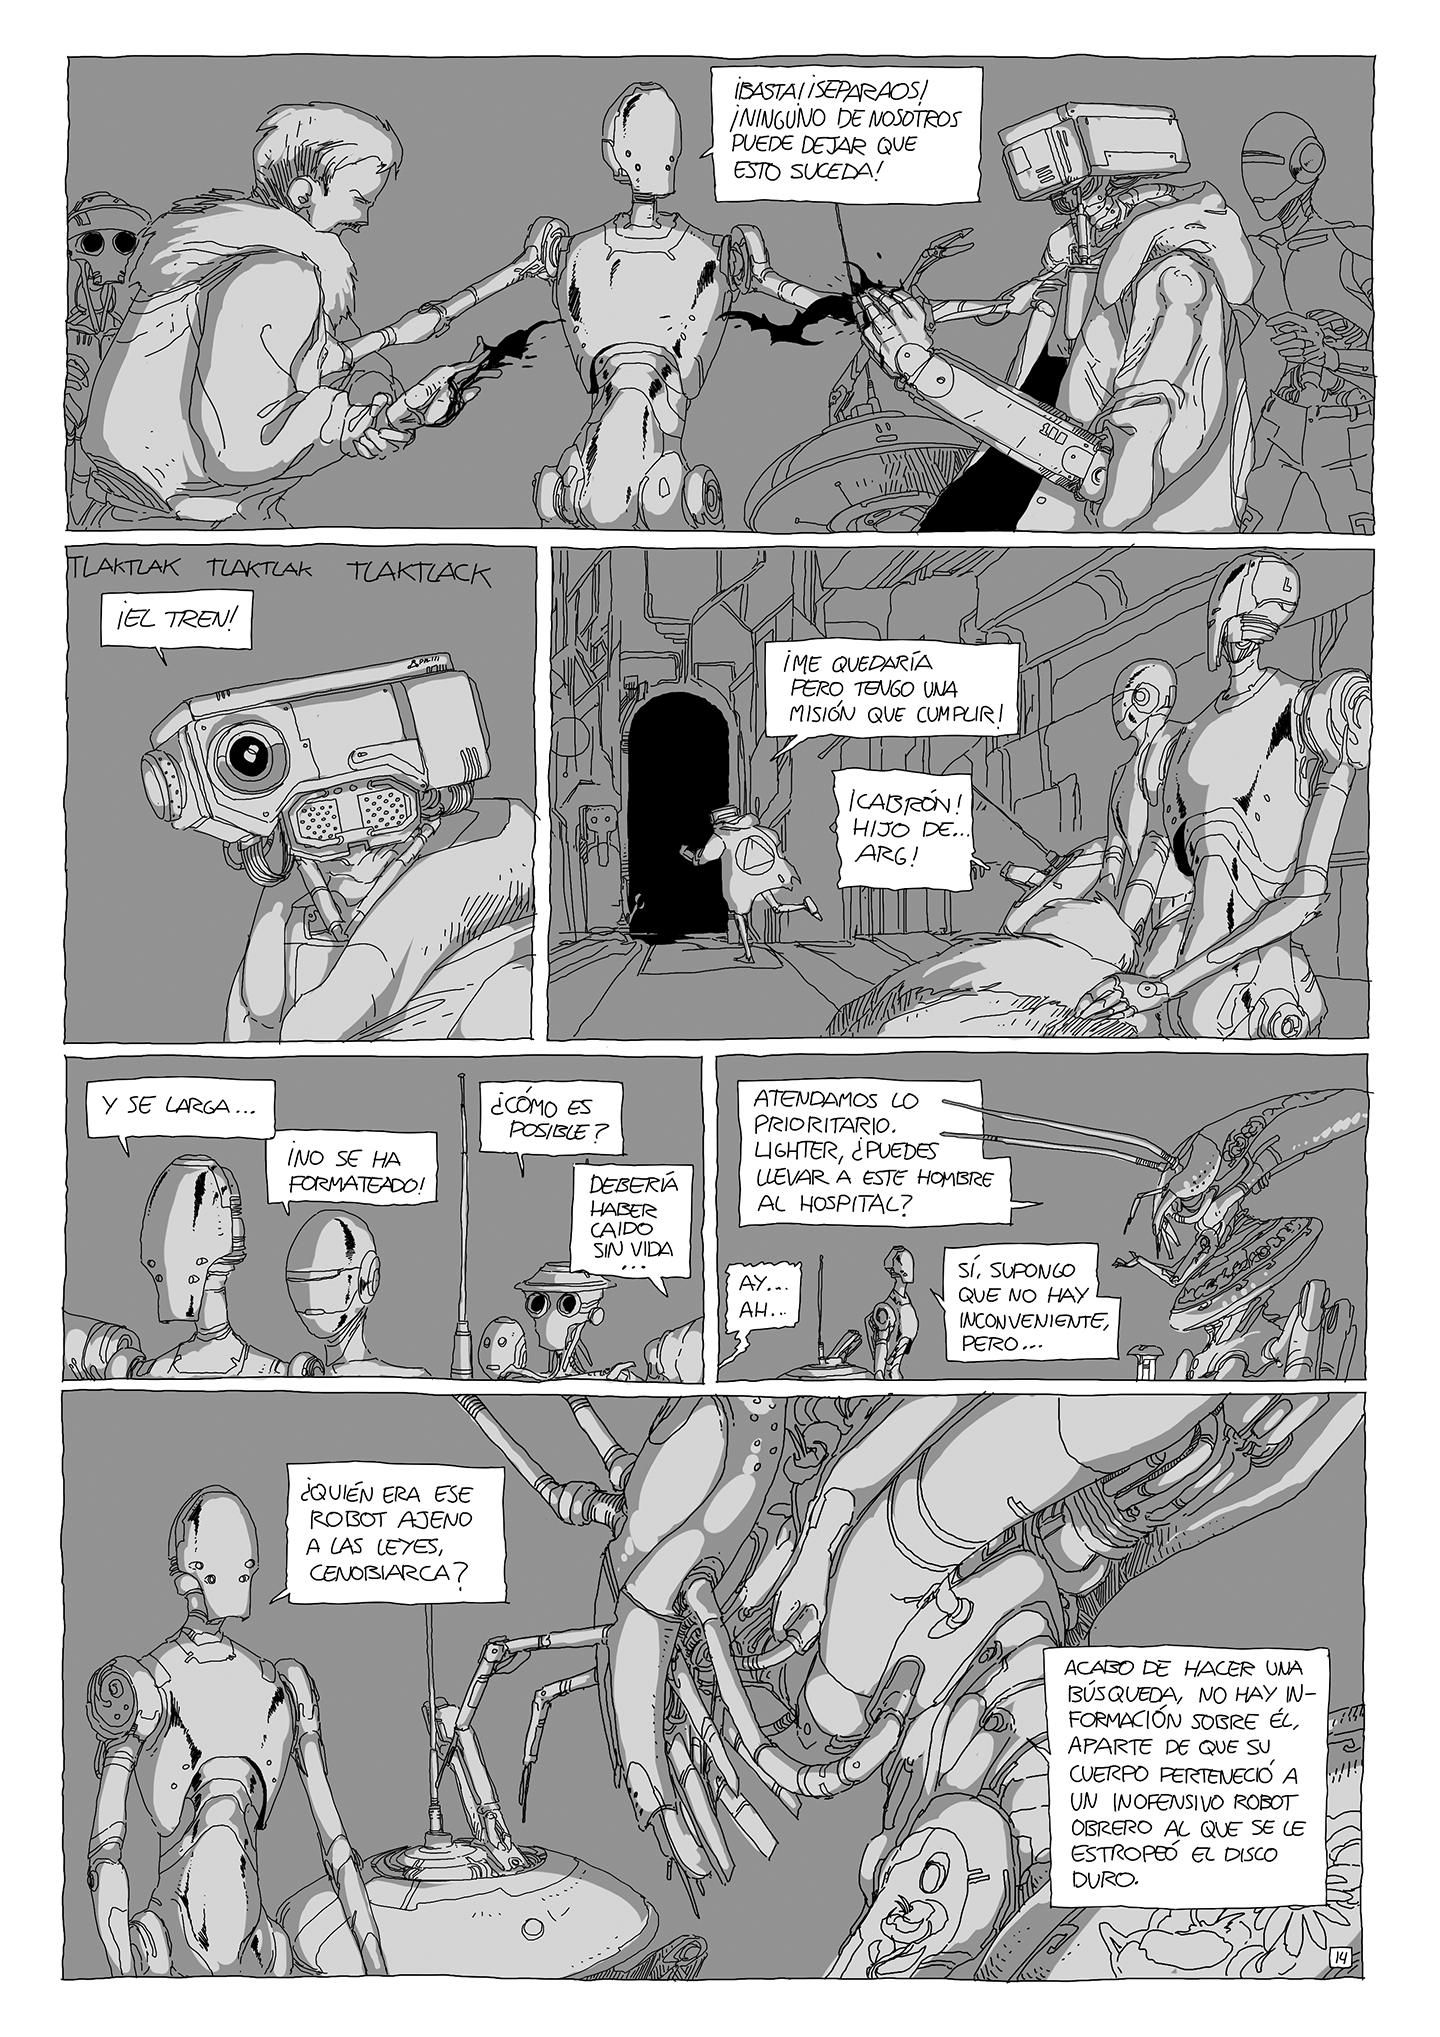 ¡BASTA! ¡SEPARAOS!
¡NINGUNO DE NOSOTROS
PUEDE DEJAR QUE
ESTO SUCEDA!
100
TLAKTLAK TLAKTLAK TLAKTLACK
¡EL TREN!
¡ME QUEDARÍA
PERO TENGO UNA
MISIÓN QUE CUMPLIR!
L
¡CABRÓN!
HIJO DE...
ARG!
Y SE LARGA...
¡NO SE HA
FORMATEADO!
¿CÓMO ES
POSIBLE?
DEBERÍA
HABER
CAIDO
SIN VIDA
...
ATENDAMOS LO
PRIORITARIO.
LIGHTER, ¿PUEDES
LLEVAR A ESTE HOMBRE
AL HOSPITAL?
AY...
AH...
SÍ, SUPONGO
QUE NO HAY
INCONVENIENTE,
PERO...
¿QUIÉN ERA ESE
ROBOT AJENO
A LAS LEYES,
CENOBIARCA?
ACABO DE HACER UNA
BÚSQUEDA, NO HAY IN-
FORMACIÓN SOBRE ÉL,
APARTE DE QUE SU
CUERPO PERTENECIÓ A
UN INOFENSIVO ROBOT
OBRERO AL QUE SE LE
ESTROPEÓ EL DISCO
DURO.
14